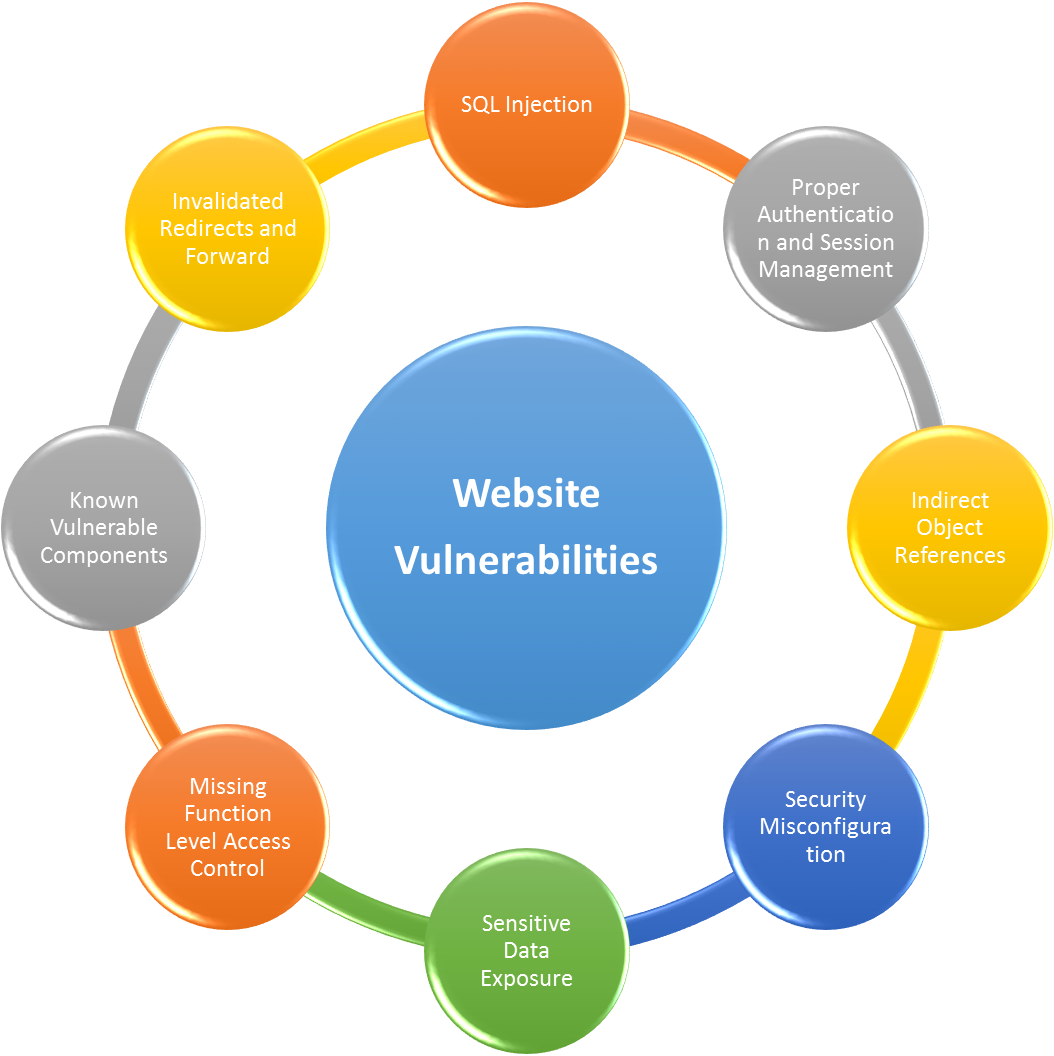 SQL Injection
Proper
Authenticatio
n and Session
Management
Indirect
Object
References
Security
Misconfigura
tion
Sensitive
Data
Exposure
Missing
Function
Level Access
Control
Known
Vulnerable
Components
Invalidated
Redirects and
Forward
Website
Vulnerabilities